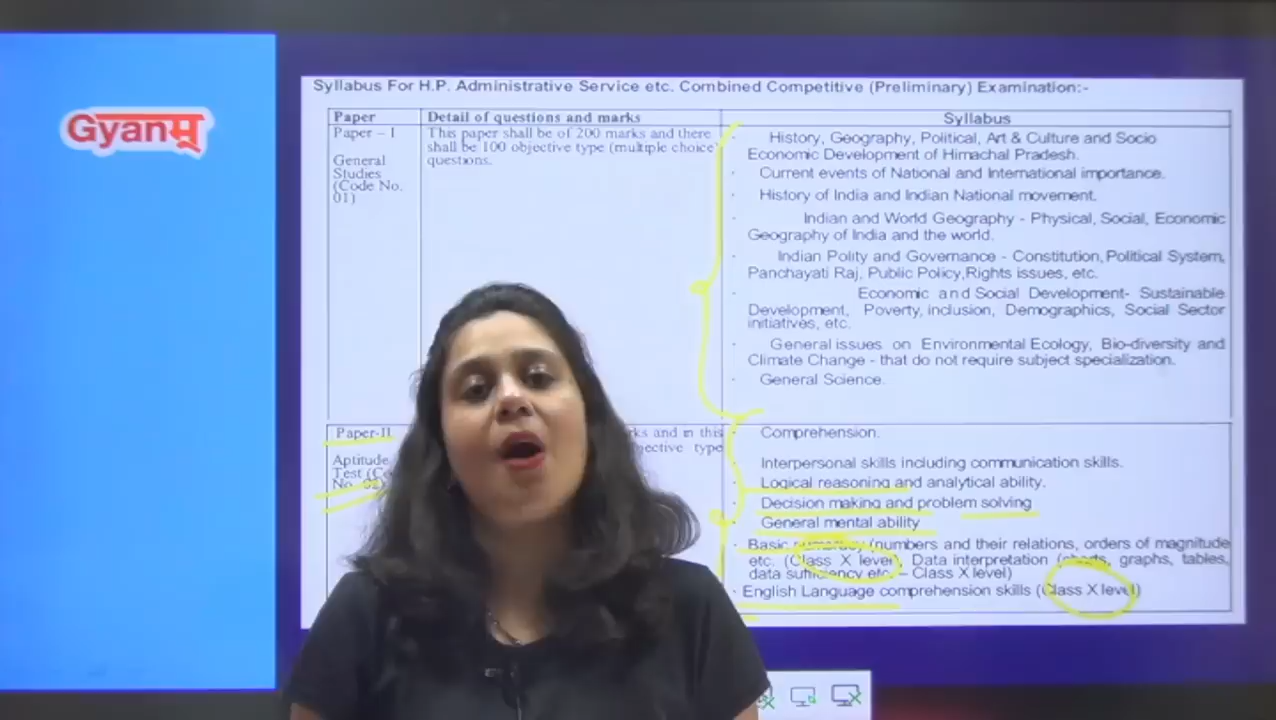 Gyanम्
Syllabus For H.P. Administrative Service etc. Combined Competitive (Preliminary) Examination:-
Paper
Detail of questions and marks
Syllabus
Paper – I
General
Studies
(Code No.
01)
This paper shall be of 200 marks and there
shall be 100 objective type (multiple choice)
questions.
· History, Geography, Political, Art & Culture and Socio
Economic Development of Himachal Pradesh.
· Current events of National and International importance.
· History of India and Indian National movement.
· Indian and World Geography - Physical, Social, Economic
Geography of India and the world.
· Indian Polity and Governance - Constitution, Political System,
Panchayati Raj, Public Policy,Rights issues, etc.
· Economic and Social Development- Sustainable
Development, Poverty, inclusion, Demographics, Social Sector
initiatives, etc.
· General issues on Environmental Ecology, Bio-diversity and
Climate Change - that do not require subject specialization.
· General Science.
Paper-II
Aptitude
Test
No. 02)
and in this
type
· Comprehension.
Interpersonal skills including communication skills.
Logical reasoning and analytical ability.
· Decision making and problem solving
General mental ability
· Basic numeracy (numbers and their relations, orders of magnitude
etc. (Class X level), Data interpretation (charts, graphs, tables,
data sufficiency etc. – Class X level)
· English Language comprehension skills (Class X level)